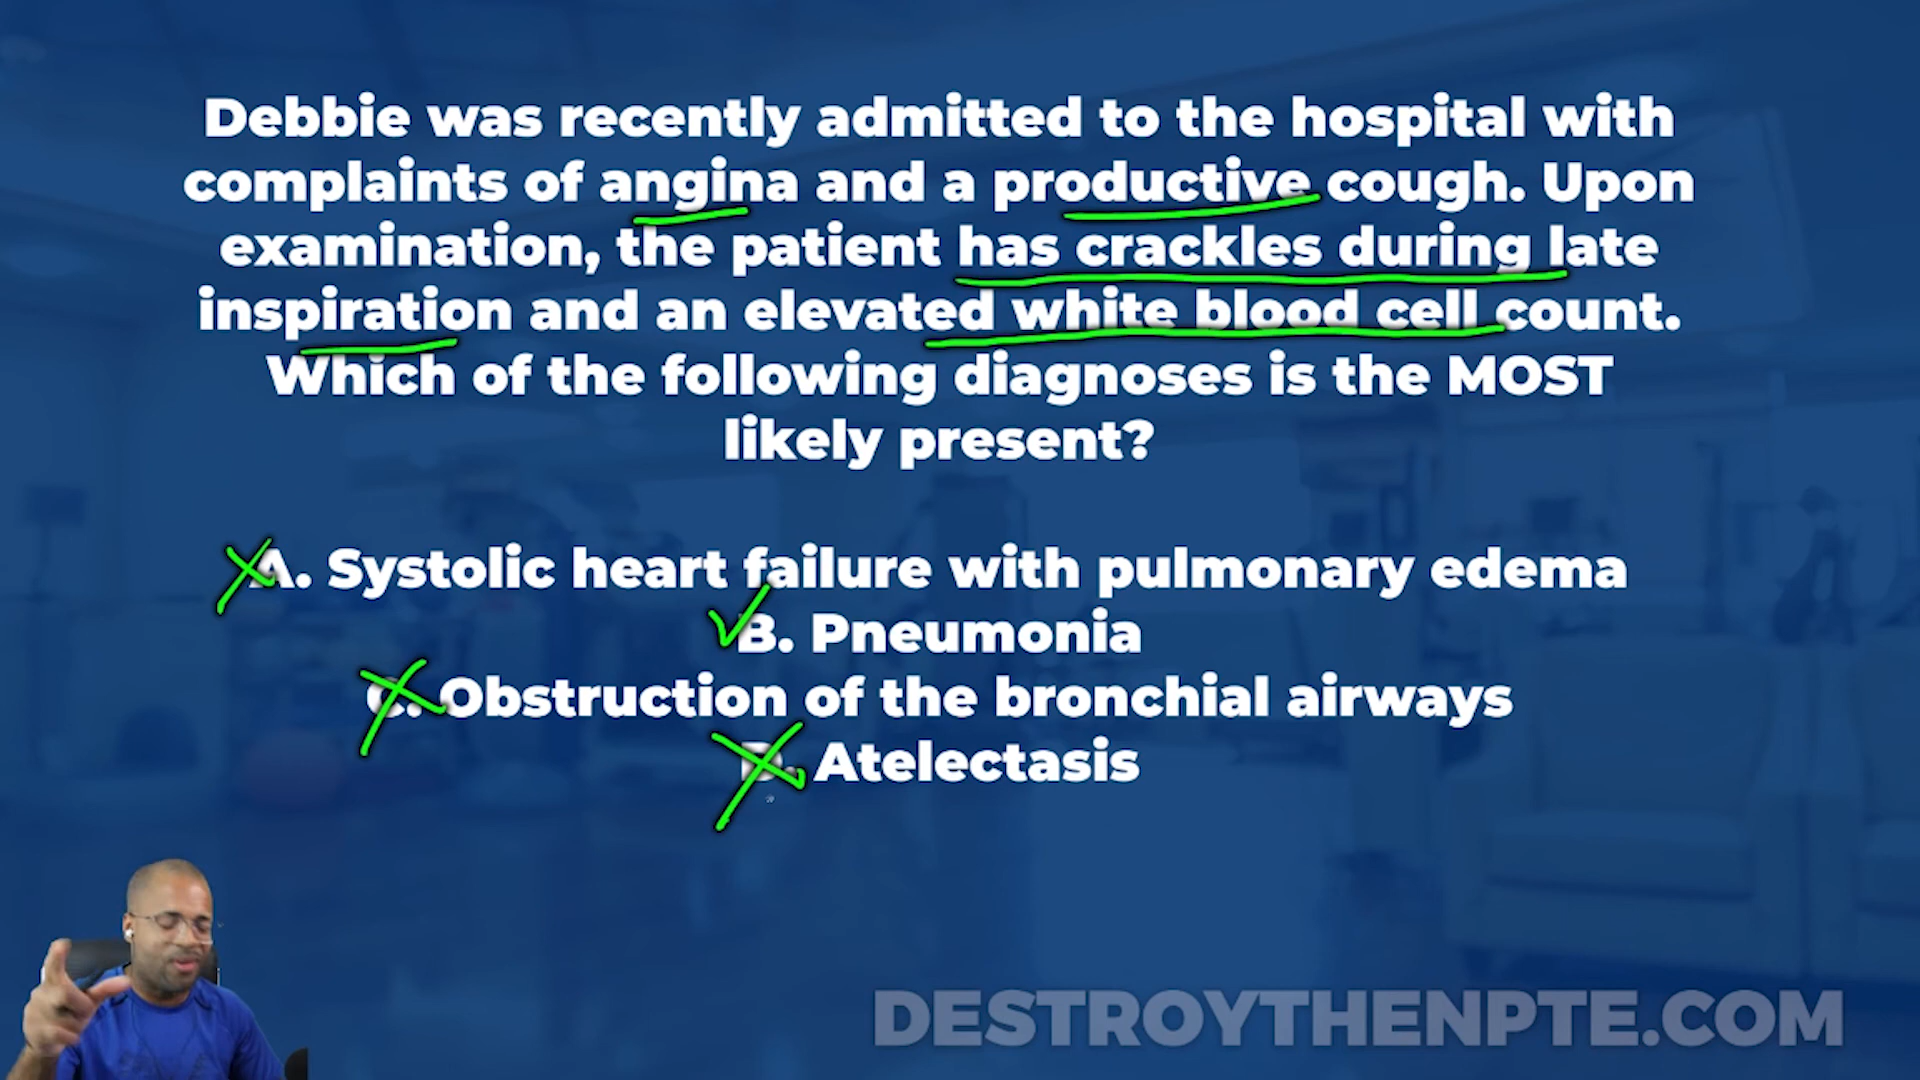 Debbie was recently admitted to the hospital with
complaints of angina and a productive cough. Upon
examination, the patient has crackles during late
inspiration and an elevated white blood cell count.
Which of the following diagnoses is the MOST
likely present?
A. Systolic heart failure with pulmonary edema
B. Pneumonia
C. Obstruction of the bronchial airways
D. Atelectasis
DESTROYTHENPTE.COM